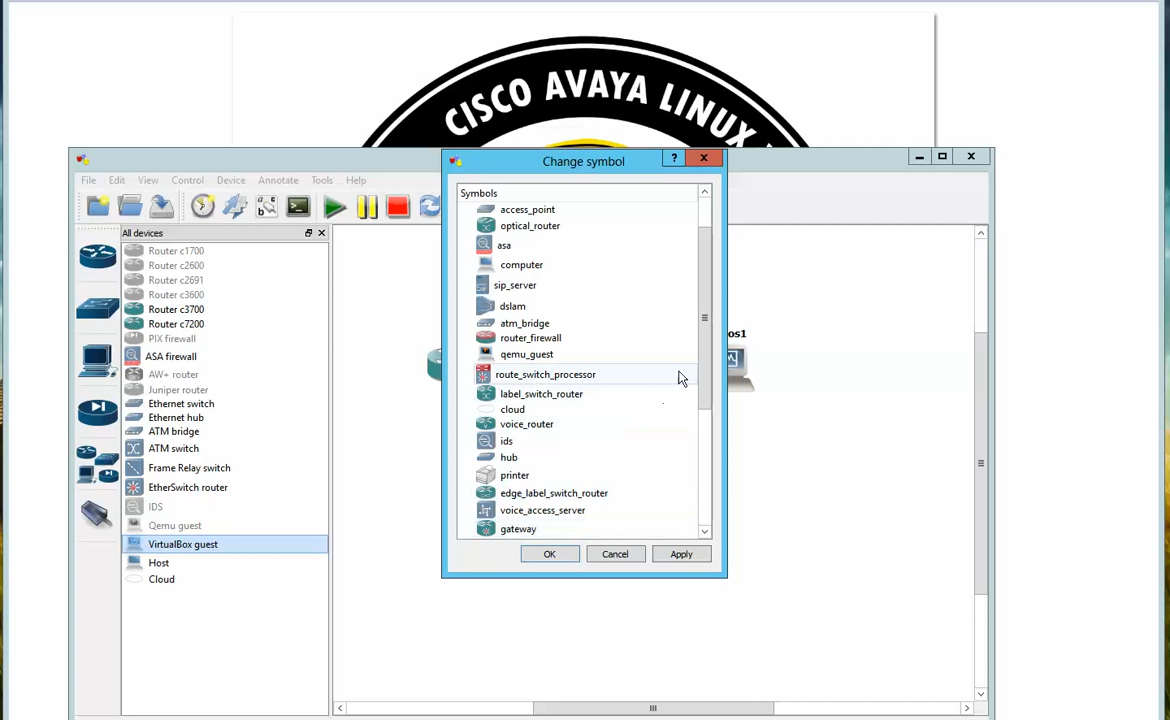 CISCO AVAYA LINUX
Change symbol
?
File Edit View Control Device Annotate Tools Help
All devices
Router c1700
Router c2600
Router c2691
Router c3600
Router c3700
Router c7200
PIX firewall
ASA firewall
AW+ router
Juniper router
Ethernet switch
Ethernet hub
ATM bridge
ATM switch
Frame Relay switch
EtherSwitch router
IDS
Qemu guest
VirtualBox guest
Host
Cloud
Symbols
access_point
optical_router
asa
computer
sip_server
dslam
atm_bridge
router_firewall
qemu_guest
route_switch_processor
label_switch_router
cloud
voice_router
ids
hub
printer
edge_label_switch_router
voice_access_server
gateway
OK Cancel Apply
os1